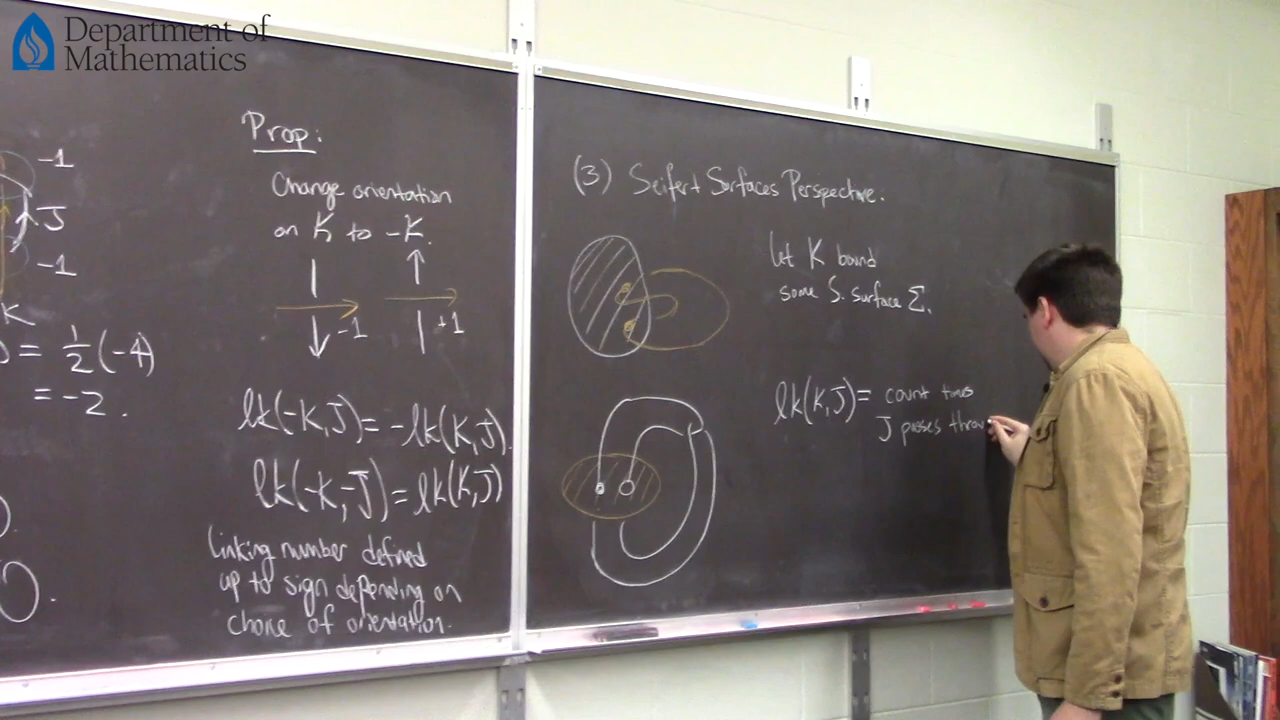 Department of
Mathematics
-1
J
-1
K
= 1/2 (-4)
= -2.
Prop:
Change orientation
on K to -K.
-1
+1
lk(-K, J) = -lk(K, J).
lk(-K, -J) = lk(K, J)
Linking number defined
up to sign depending on
choice of orientation.
(3) Seifert Surfaces Perspective.
let K bound
some S. surface Σ.
lk(K, J) = count times
J passes throu